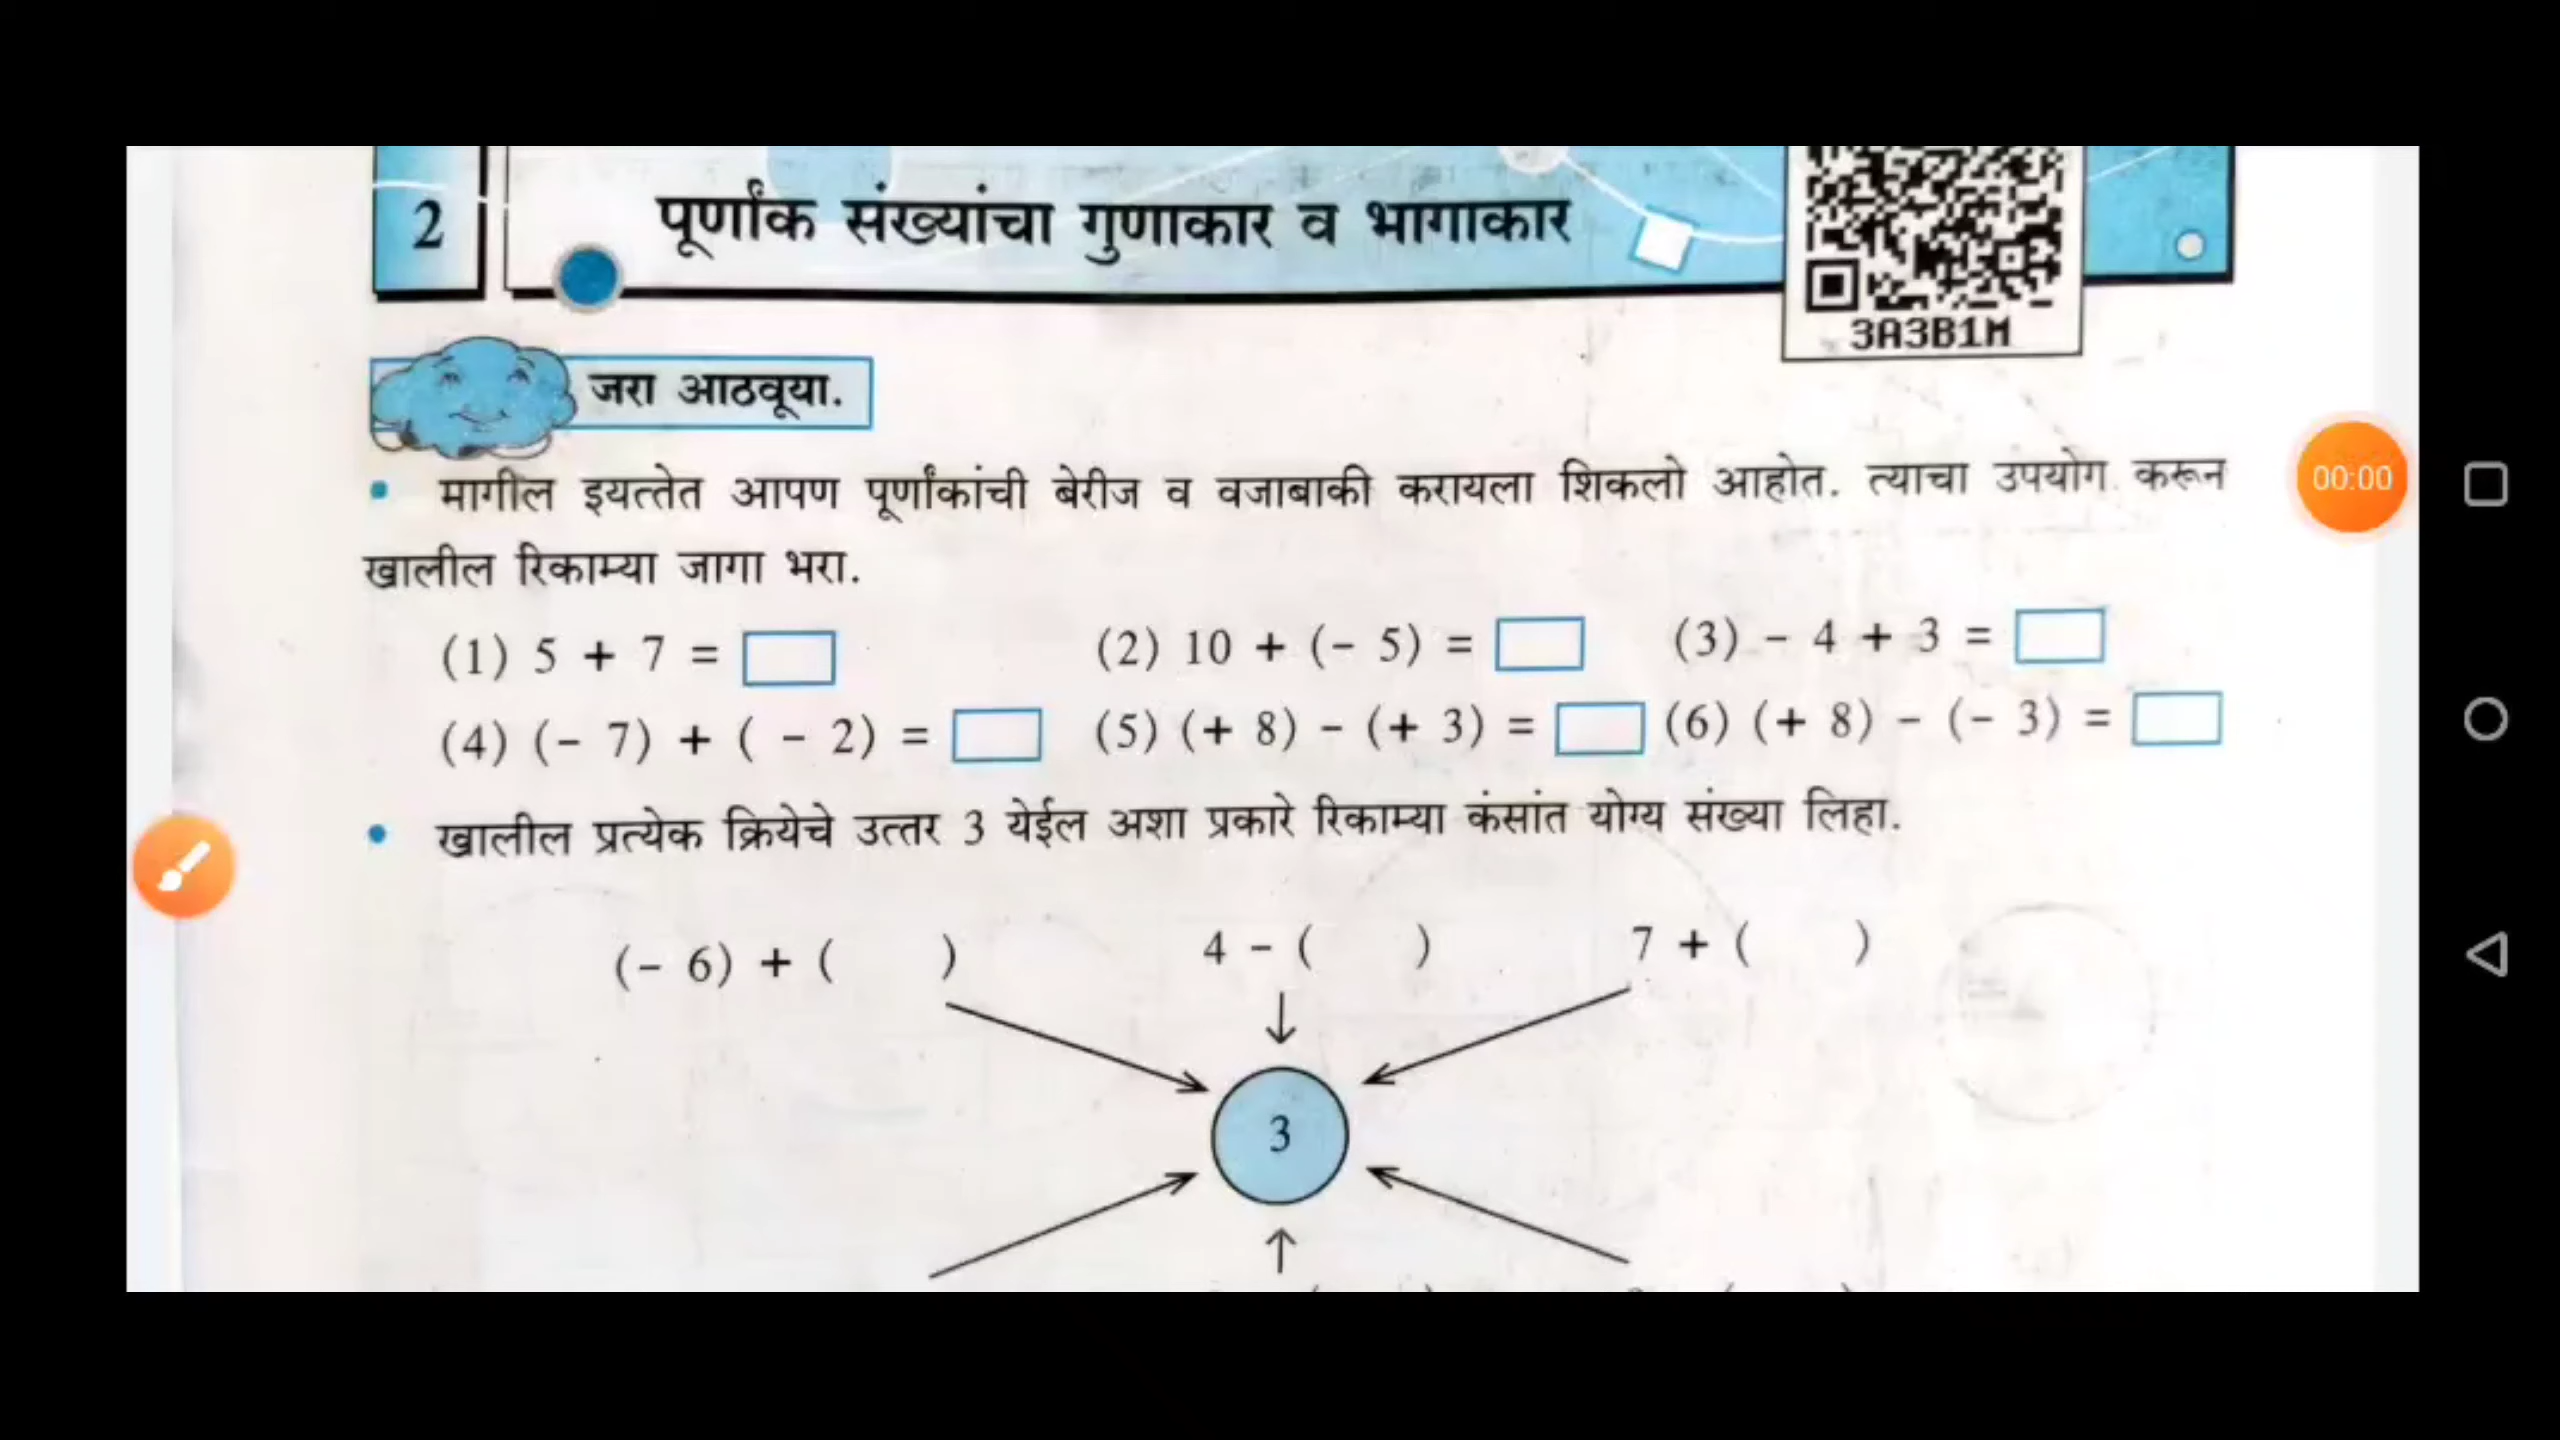 2 पूर्णांक संख्यांचा गुणाकार व भागाकार
3A3B1M
जरा आठवूया.
• मागील इयत्तेत आपण पूर्णांकांची बेरीज व वजाबाकी करायला शिकलो आहोत. त्याचा उपयोग करून
00:00
खालील रिकाम्या जागा भरा.
(1) 5 + 7 = (2) 10 + (- 5) = (3) - 4 + 3 =
(4) (- 7) + ( - 2) = (5) (+ 8) - (+ 3) = (6) (+ 8) - (- 3) =
• खालील प्रत्येक क्रियेचे उत्तर 3 येईल अशा प्रकारे रिकाम्या कंसांत योग्य संख्या लिहा.
(- 6) + ( ) 4 - ( ) 7 + ( )
3